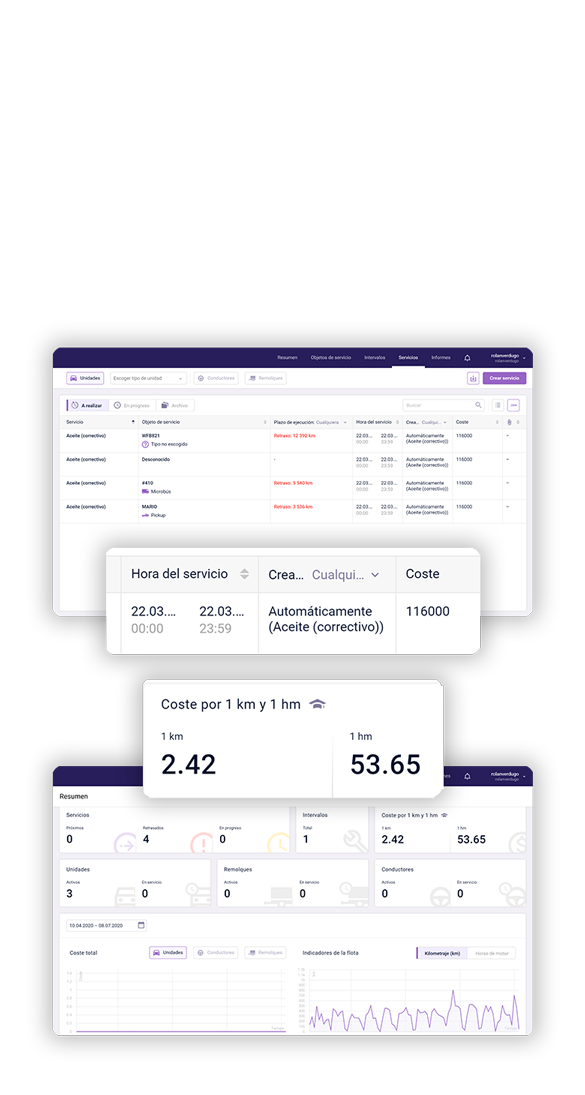 Resumen Objetos de servicio Intervalos Servicios Informes rolanverdugo
rolanverdugo
Unidades Escoger tipo de unidad Conductores Remolques Crear servicio
A realizar En progreso Archivo Buscar
Servicio Objeto de servicio Plazo de ejecución: Cualquiera Hora del servicio Crea... Cualqui... Coste
Aceite (correctivo) WFB821 Retraso: 12 392 km 22.03.... 22.03.... Automáticamente 116000 -
Tipo no escogido 00:00 23:59 (Aceite (correctivo))
Aceite (correctivo) Desconocido - 22.03.... 22.03.... Automáticamente 116000 -
00:00 23:59 (Aceite (correctivo))
Aceite (correctivo) #410 Retraso: 5 540 km 22.03.... 22.03.... Automáticamente 116000 -
Microbús 00:00 23:59 (Aceite (correctivo))
Aceite (correctivo) MARIO Retraso: 3 526 km 22.03.... 22.03.... Automáticamente 116000 -
Pickup 00:00 23:59 (Aceite (correctivo))
Hora del servicio Crea... Cualqui... Coste
22.03.... 22.03.... Automáticamente 116000
00:00 23:59 (Aceite (correctivo))
Coste por 1 km y 1 hm
1 km 1 hm
2.42 53.65
rolanverdugo
rolanverdugo
Resumen
Servicios Intervalos Coste por 1 km y 1 hm
Próximos Retrasados En progreso Total 1 km 1 hm
0 4 0 1 2.42 53.65
Unidades Remolques Conductores
Activos En servicio Activos En servicio Activos En servicio
3 0 0 0 0 0
10.04.2020 – 08.07.2020
Coste total Unidades Conductores Remolques Indicadores de la flota Kilometraje (km) Horas de motor